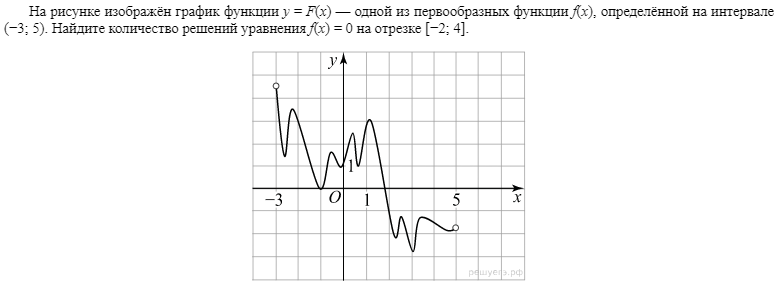 На рисунке изображён график функции y = F(x) — одной из первообразных функции f(x), определённой на интервале
(−3; 5). Найдите количество решений уравнения f(x) = 0 на отрезке [−2; 4].
y
1
−3 O 1 5 x
решуегэ.рф